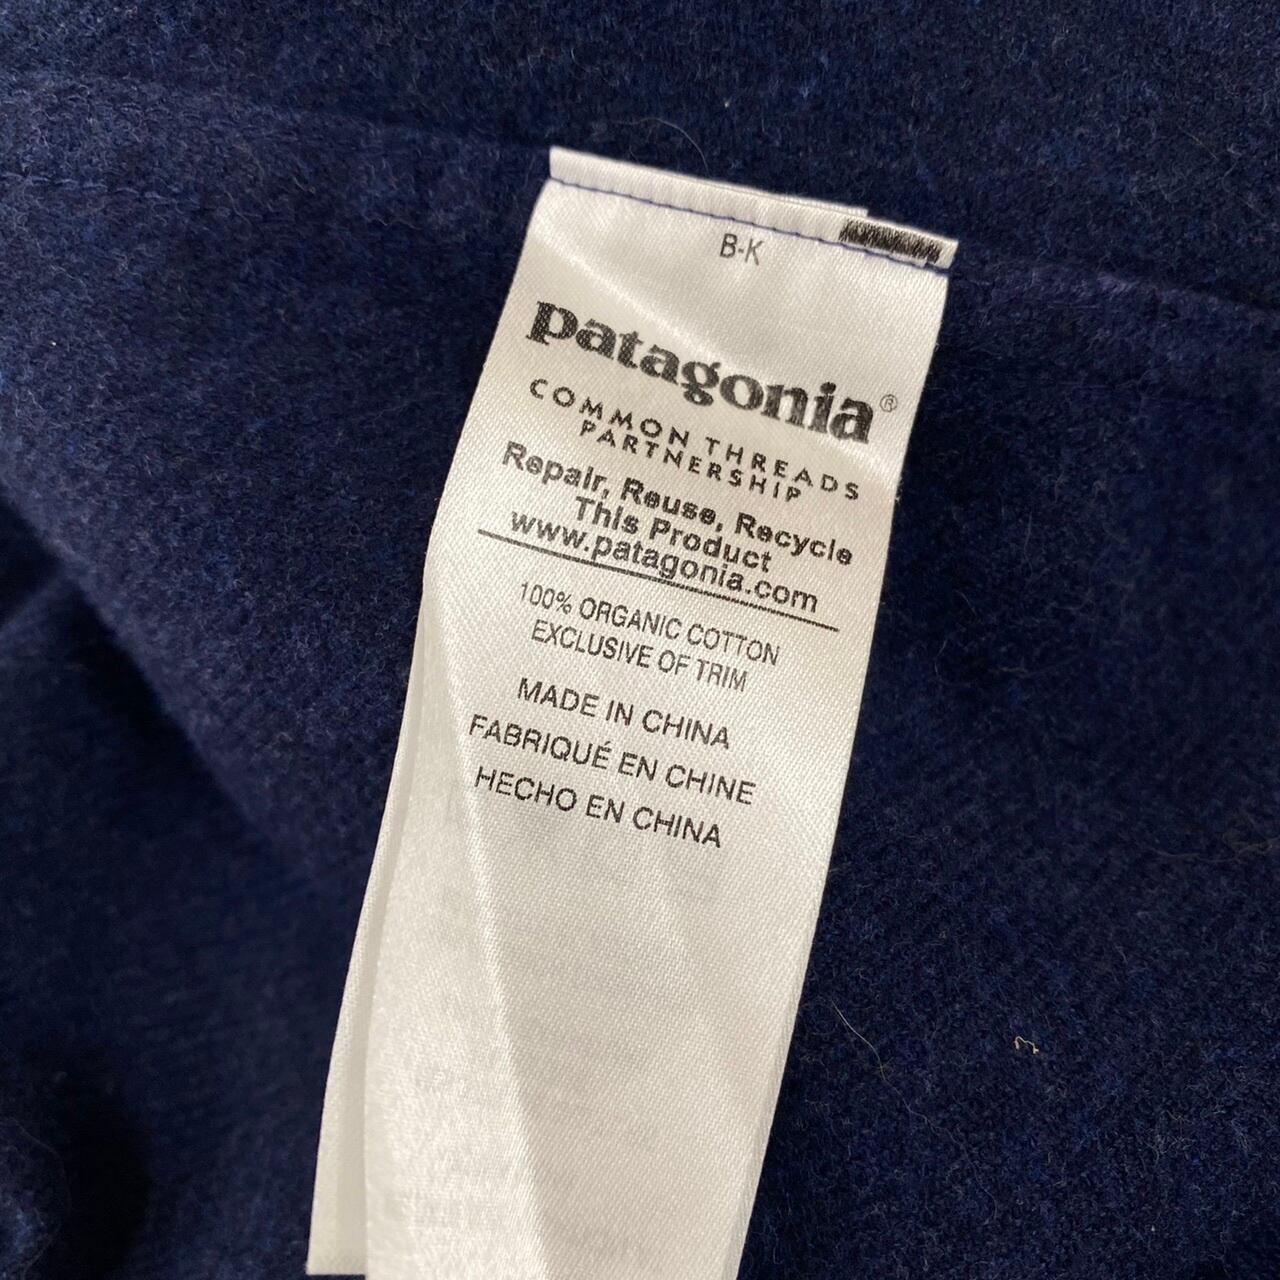 B-K
patagonia®
COMMON THREADS
PARTNERSHIP
Repair, Reuse, Recycle
This Product
www.patagonia.com
100% ORGANIC COTTON
EXCLUSIVE OF TRIM
MADE IN CHINA
FABRIQUÉ EN CHINE
HECHO EN CHINA